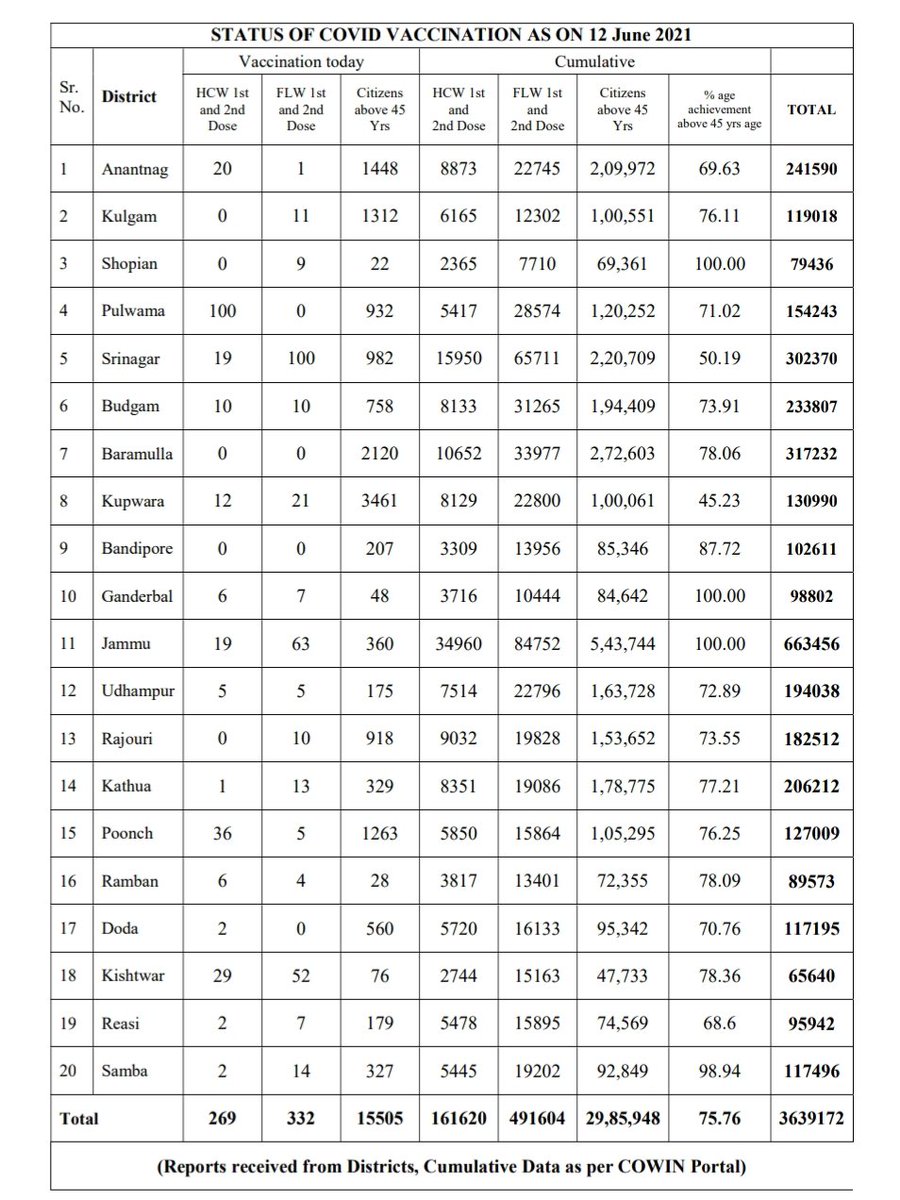 STATUS OF COVID VACCINATION AS ON 12 June 2021
Vaccination today Cumulative
Sr. No. District HCW 1st and 2nd Dose FLW 1st and 2nd Dose Citizens above 45 Yrs HCW 1st and 2nd Dose FLW 1st and 2nd Dose Citizens above 45 Yrs % age achievement above 45 yrs age TOTAL
1 Anantnag 20 1 1448 8873 22745 2,09,972 69.63 241590
2 Kulgam 0 11 1312 6165 12302 1,00,551 76.11 119018
3 Shopian 0 9 22 2365 7710 69,361 100.00 79436
4 Pulwama 100 0 932 5417 28574 1,20,252 71.02 154243
5 Srinagar 19 100 982 15950 65711 2,20,709 50.19 302370
6 Budgam 10 10 758 8133 31265 1,94,409 73.91 233807
7 Baramulla 0 0 2120 10652 33977 2,72,603 78.06 317232
8 Kupwara 12 21 3461 8129 22800 1,00,061 45.23 130990
9 Bandipore 0 0 207 3309 13956 85,346 87.72 102611
10 Ganderbal 6 7 48 3716 10444 84,642 100.00 98802
11 Jammu 19 63 360 34960 84752 5,43,744 100.00 663456
12 Udhampur 5 5 175 7514 22796 1,63,728 72.89 194038
13 Rajouri 0 10 918 9032 19828 1,53,652 73.55 182512
14 Kathua 1 13 329 8351 19086 1,78,775 77.21 206212
15 Poonch 36 5 1263 5850 15864 1,05,295 76.25 127009
16 Ramban 6 4 28 3817 13401 72,355 78.09 89573
17 Doda 2 0 560 5720 16133 95,342 70.76 117195
18 Kishtwar 29 52 76 2744 15163 47,733 78.36 65640
19 Reasi 2 7 179 5478 15895 74,569 68.6 95942
20 Samba 2 14 327 5445 19202 92,849 98.94 117496
Total 269 332 15505 161620 491604 29,85,948 75.76 3639172
(Reports received from Districts, Cumulative Data as per COWIN Portal)